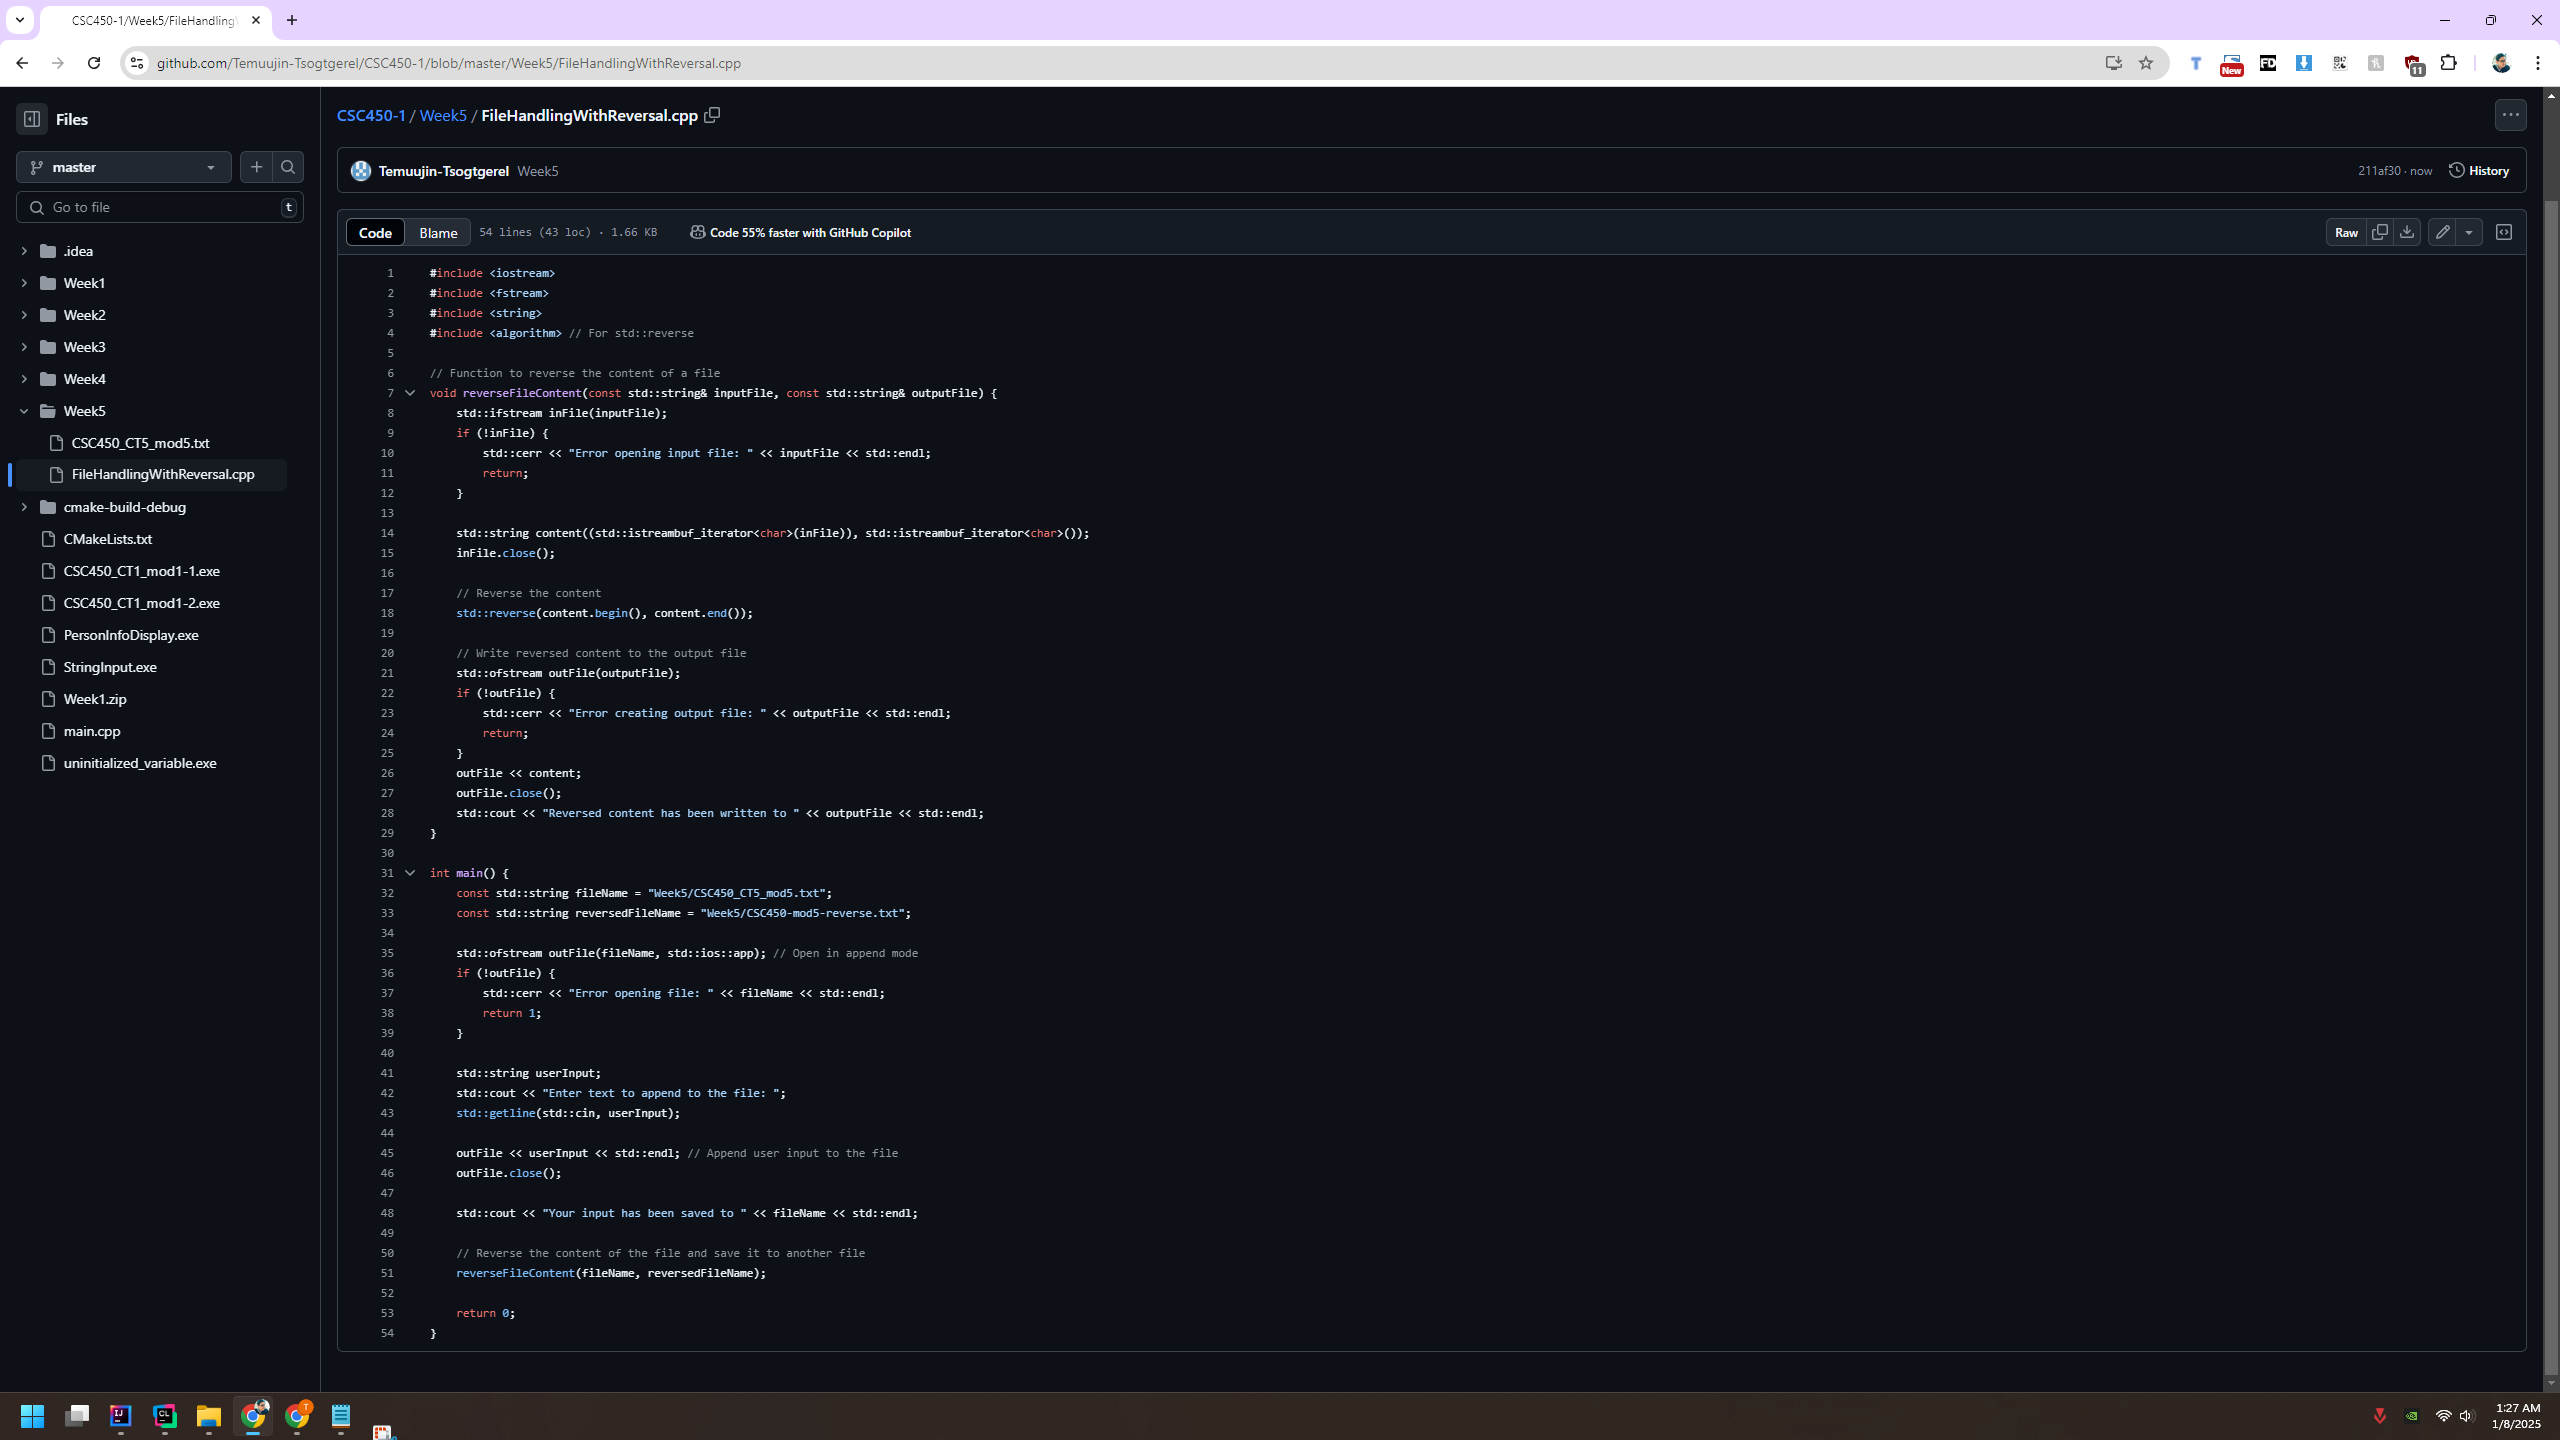 CSC450-1/Week5/FileHandling
github.com/Temuujin-Tsogtgerel/CSC450-1/blob/master/Week5/FileHandlingWithReversal.cpp
New
FD
11
Files
master
Go to file
t
.idea
Week1
Week2
Week3
Week4
Week5
CSC450_CT5_mod5.txt
FileHandlingWithReversal.cpp
cmake-build-debug
CMakeLists.txt
CSC450_CT1_mod1-1.exe
CSC450_CT1_mod1-2.exe
PersonInfoDisplay.exe
StringInput.exe
Week1.zip
main.cpp
uninitialized_variable.exe
CSC450-1 / Week5 / FileHandlingWithReversal.cpp
Temuujin-Tsogtgerel Week5
211af30 · now History
Code Blame 54 lines (43 loc) · 1.66 KB Code 55% faster with GitHub Copilot Raw
1 #include <iostream>
2 #include <fstream>
3 #include <string>
4 #include <algorithm> // For std::reverse
5
6 // Function to reverse the content of a file
7 void reverseFileContent(const std::string& inputFile, const std::string& outputFile) {
8 std::ifstream inFile(inputFile);
9 if (!inFile) {
10 std::cerr << "Error opening input file: " << inputFile << std::endl;
11 return;
12 }
13
14 std::string content((std::istreambuf_iterator<char>(inFile)), std::istreambuf_iterator<char>());
15 inFile.close();
16
17 // Reverse the content
18 std::reverse(content.begin(), content.end());
19
20 // Write reversed content to the output file
21 std::ofstream outFile(outputFile);
22 if (!outFile) {
23 std::cerr << "Error creating output file: " << outputFile << std::endl;
24 return;
25 }
26 outFile << content;
27 outFile.close();
28 std::cout << "Reversed content has been written to " << outputFile << std::endl;
29 }
30
31 int main() {
32 const std::string fileName = "Week5/CSC450_CT5_mod5.txt";
33 const std::string reversedFileName = "Week5/CSC450-mod5-reverse.txt";
34
35 std::ofstream outFile(fileName, std::ios::app); // Open in append mode
36 if (!outFile) {
37 std::cerr << "Error opening file: " << fileName << std::endl;
38 return 1;
39 }
40
41 std::string userInput;
42 std::cout << "Enter text to append to the file: ";
43 std::getline(std::cin, userInput);
44
45 outFile << userInput << std::endl; // Append user input to the file
46 outFile.close();
47
48 std::cout << "Your input has been saved to " << fileName << std::endl;
49
50 // Reverse the content of the file and save it to another file
51 reverseFileContent(fileName, reversedFileName);
52
53 return 0;
54 }
IJ
CL
T
1:27 AM
1/8/2025